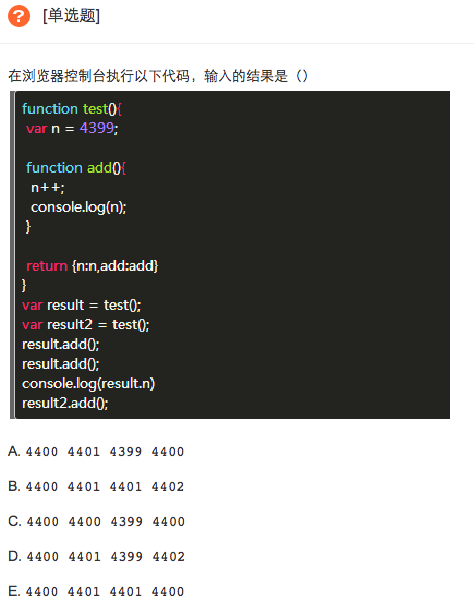 ? [单选题]
在浏览器控制台执行以下代码，输入的结果是（）
function test(){
var n = 4399;
function add(){
n++;
console.log(n);
}
return {n:n,add:add}
}
var result = test();
var result2 = test();
result.add();
result.add();
console.log(result.n)
result2.add();
A. 4400 4401 4399 4400
B. 4400 4401 4401 4402
C. 4400 4400 4399 4400
D. 4400 4401 4399 4402
E. 4400 4401 4401 4400